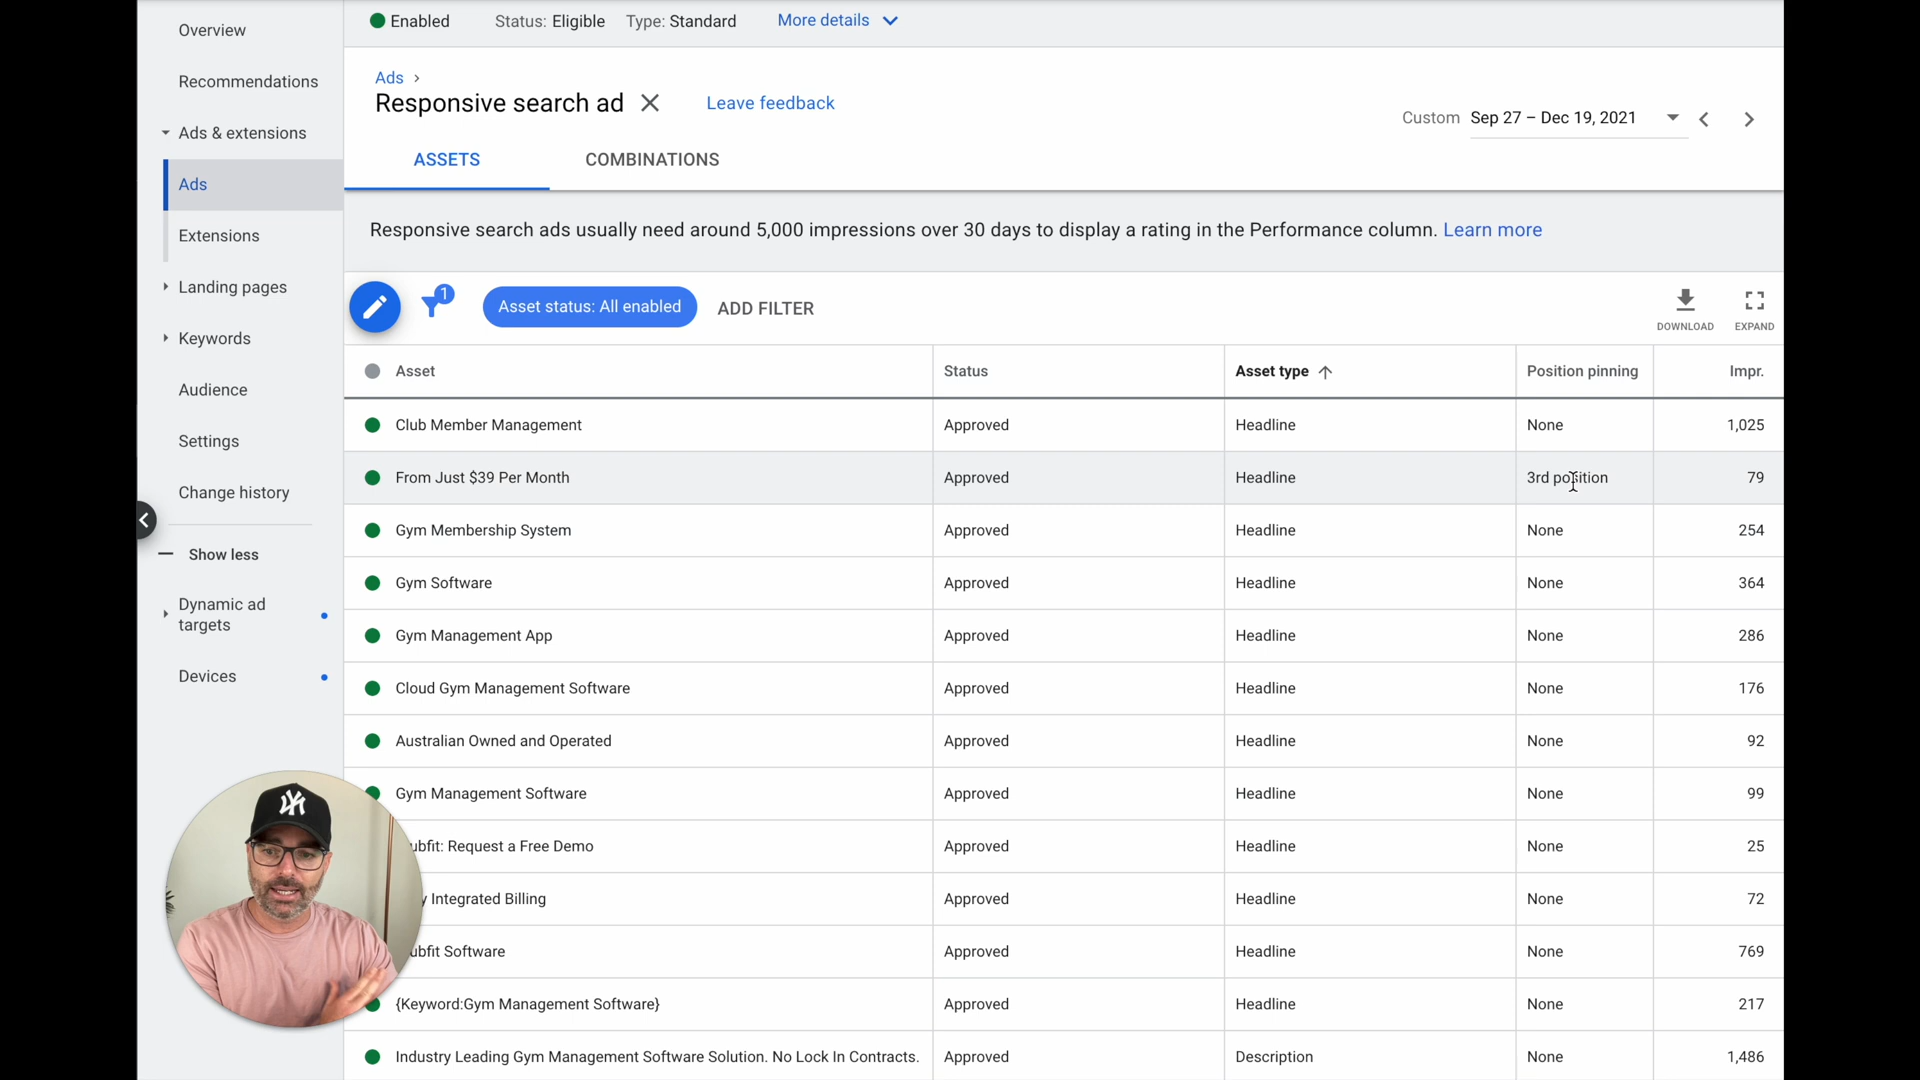 Overview
Recommendations
Ads & extensions
Ads
Extensions
Landing pages
Keywords
Audience
Settings
Change history
Show less
Dynamic ad
targets
Devices
Enabled Status: Eligible Type: Standard More details
Ads
Responsive search ad Leave feedback
Custom Sep 27 – Dec 19, 2021
ASSETS COMBINATIONS
Responsive search ads usually need around 5,000 impressions over 30 days to display a rating in the Performance column. Learn more
1
Asset status: All enabled ADD FILTER
DOWNLOAD EXPAND
Asset Status Asset type Position pinning Impr.
Club Member Management Approved Headline None 1,025
From Just $39 Per Month Approved Headline 3rd position 79
Gym Membership System Approved Headline None 254
Gym Software Approved Headline None 364
Gym Management App Approved Headline None 286
Cloud Gym Management Software Approved Headline None 176
Australian Owned and Operated Approved Headline None 92
Gym Management Software Approved Headline None 99
ubfit: Request a Free Demo Approved Headline None 25
Integrated Billing Approved Headline None 72
ubfit Software Approved Headline None 769
{Keyword:Gym Management Software} Approved Headline None 217
Industry Leading Gym Management Software Solution. No Lock In Contracts. Approved Description None 1,486